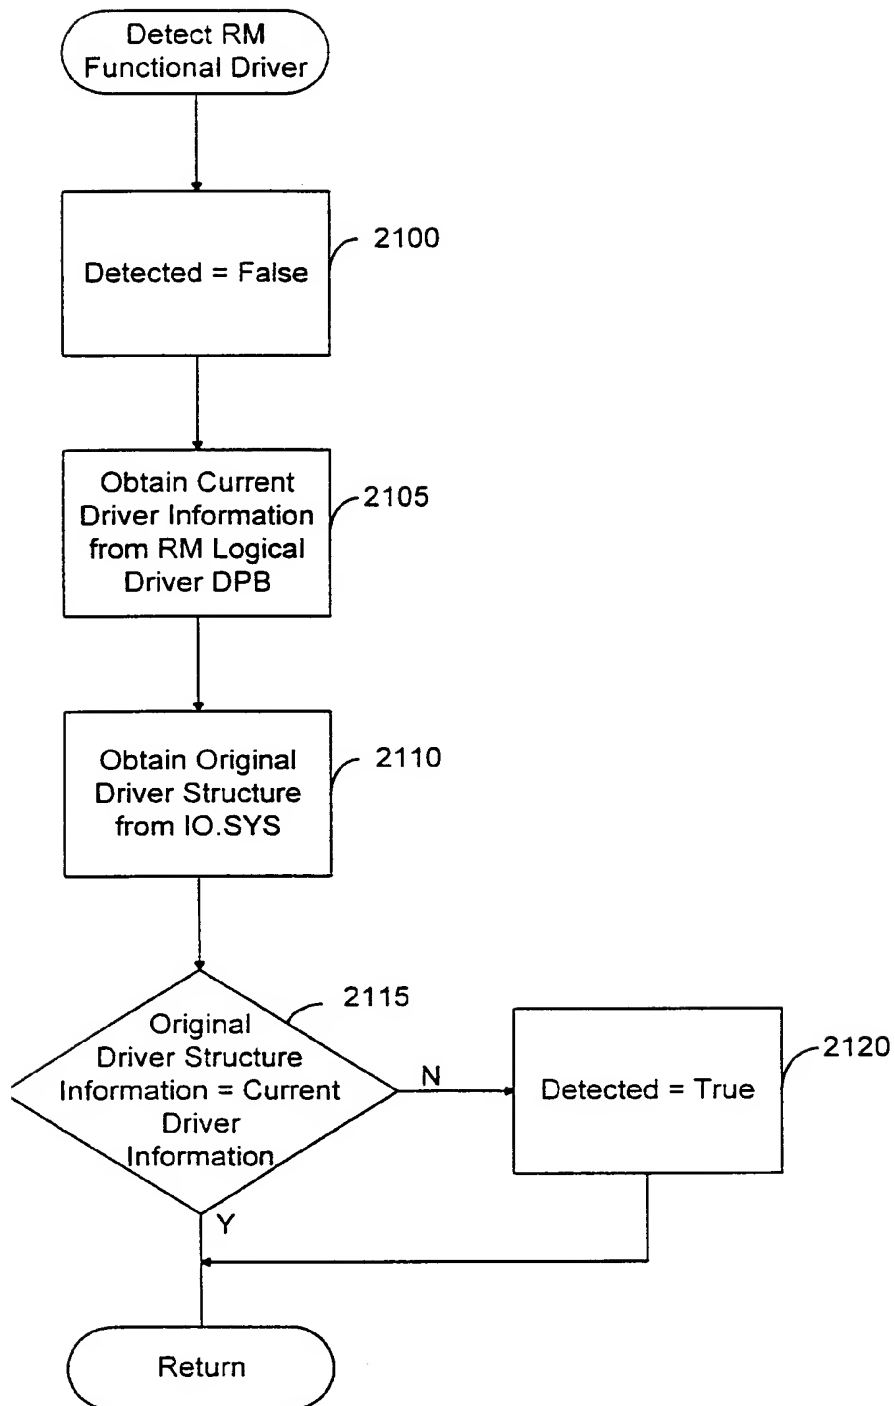 Detect RM
Functional Driver
2100
Detected = False
Obtain Current
Driver Information
from RM Logical
Driver DPB
2105
Obtain Original
Driver Structure
from IO.SYS
2110
2115
Original
Driver Structure
Information = Current
Driver
Information
N
Detected = True
2120
Y
Return